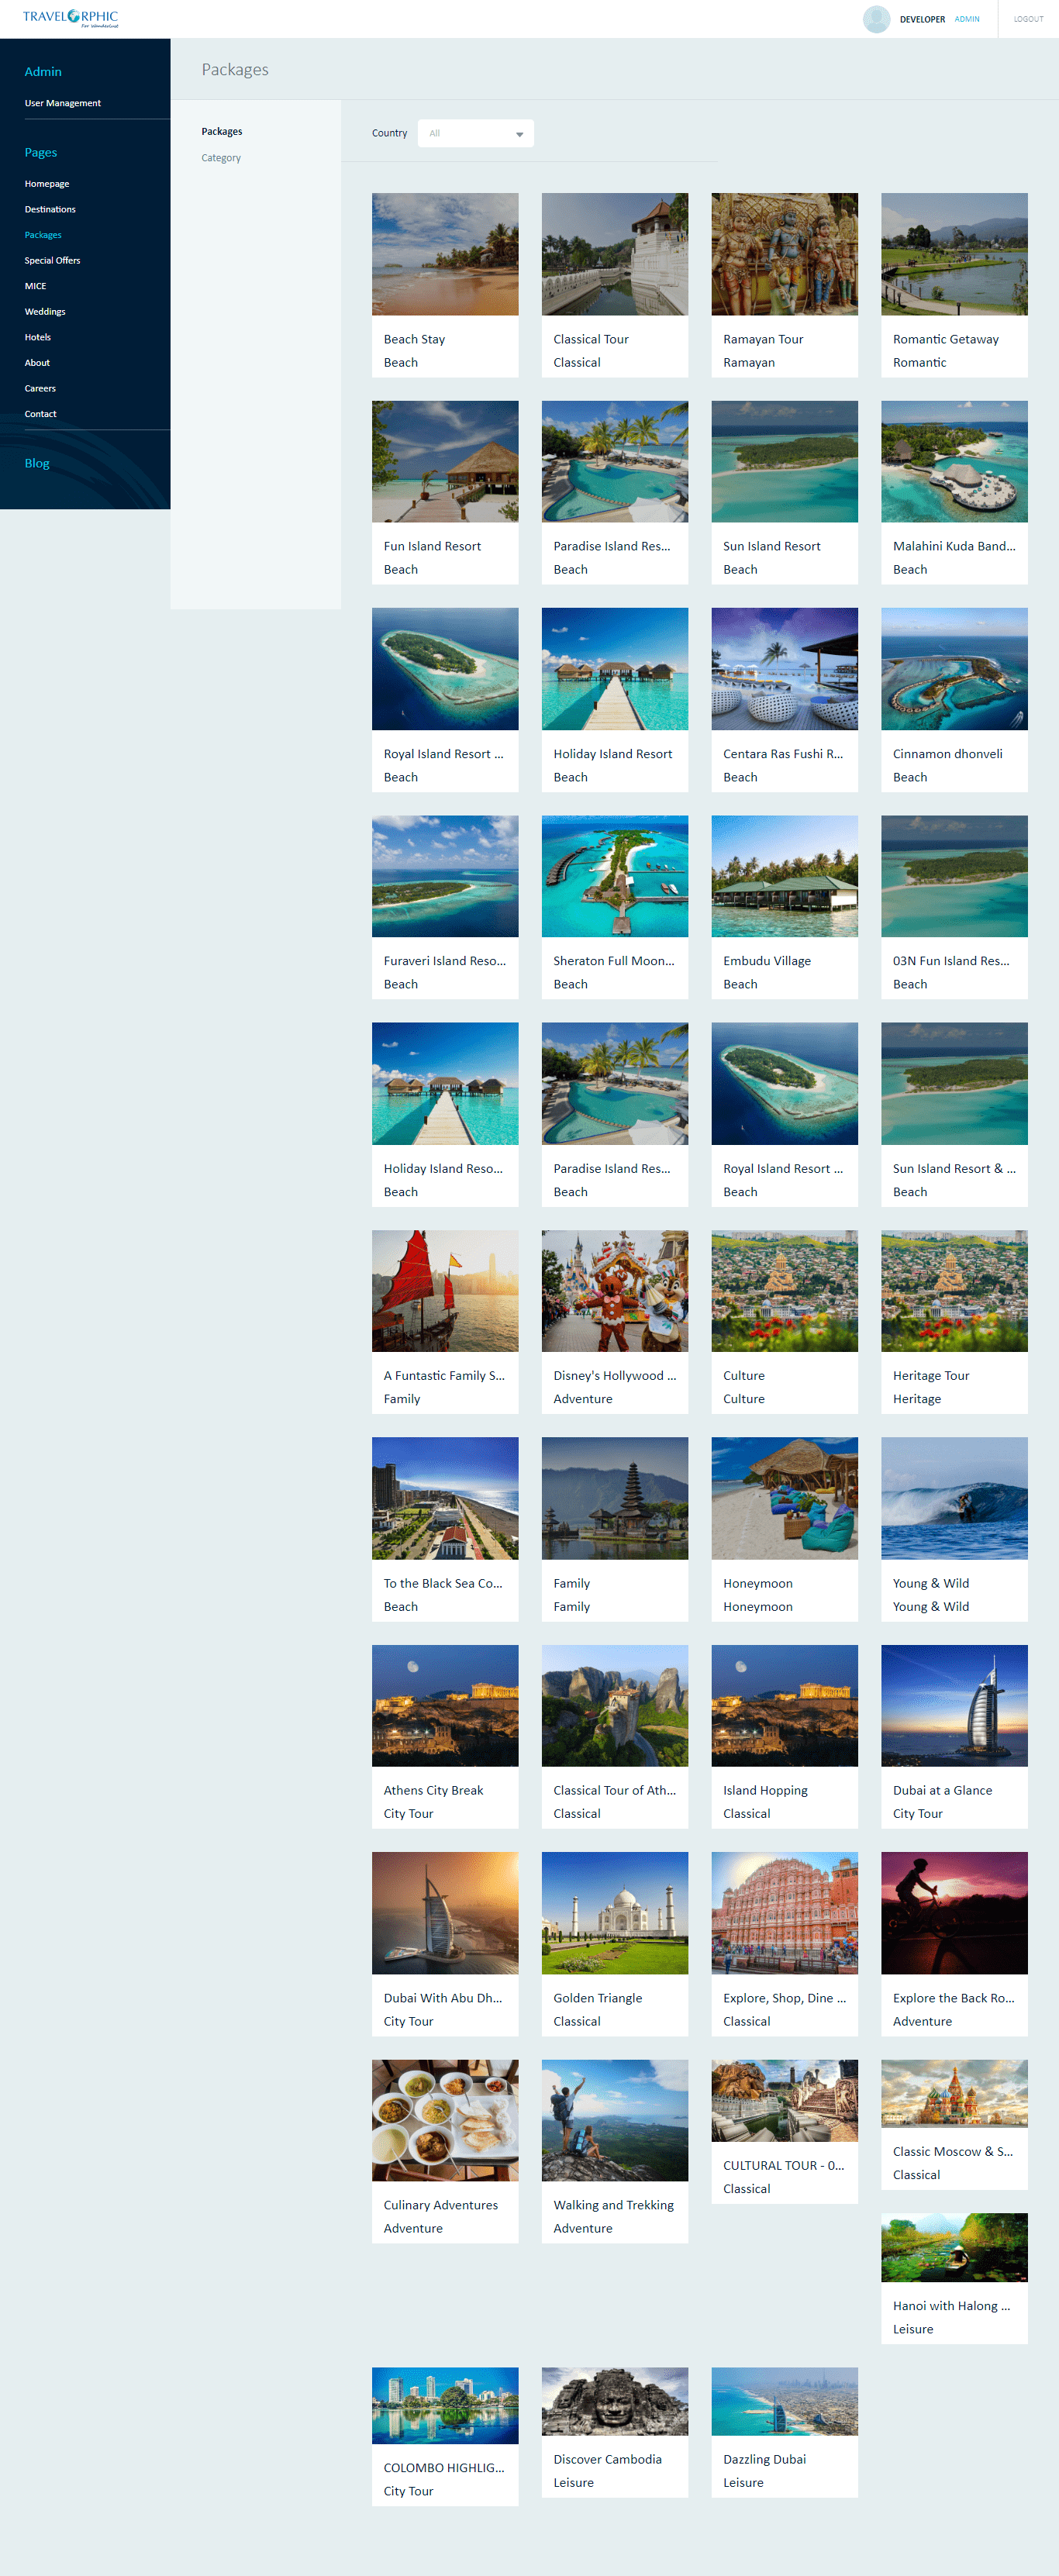 TRAVELORPHIC
For Wanderlust
DEVELOPER ADMIN LOGOUT
Admin
User Management
Pages
Homepage
Destinations
Packages
Special Offers
MICE
Weddings
Hotels
About
Careers
Contact
Blog
Packages
Packages
Category
Country All
Beach Stay
Beach
Classical Tour
Classical
Ramayan Tour
Ramayan
Romantic Getaway
Romantic
Fun Island Resort
Beach
Paradise Island Res...
Beach
Sun Island Resort
Beach
Malahini Kuda Band...
Beach
Royal Island Resort ...
Beach
Holiday Island Resort
Beach
Centara Ras Fushi R...
Beach
Cinnamon dhonveli
Beach
Furaveri Island Reso...
Beach
Sheraton Full Moon...
Beach
Embudu Village
Beach
03N Fun Island Res...
Beach
Holiday Island Reso...
Beach
Paradise Island Res...
Beach
Royal Island Resort ...
Beach
Sun Island Resort & ...
Beach
A Funtastic Family S...
Family
Disney's Hollywood ...
Adventure
Culture
Culture
Heritage Tour
Heritage
To the Black Sea Co...
Beach
Family
Family
Honeymoon
Honeymoon
Young & Wild
Young & Wild
Athens City Break
City Tour
Classical Tour of Ath...
Classical
Island Hopping
Classical
Dubai at a Glance
City Tour
Dubai With Abu Dh...
City Tour
Golden Triangle
Classical
Explore, Shop, Dine ...
Classical
Explore the Back Ro...
Adventure
Culinary Adventures
Adventure
Walking and Trekking
Adventure
CULTURAL TOUR - 0...
Classical
Classic Moscow & S...
Classical
Hanoi with Halong ...
Leisure
COLOMBO HIGHLIG...
City Tour
Discover Cambodia
Leisure
Dazzling Dubai
Leisure